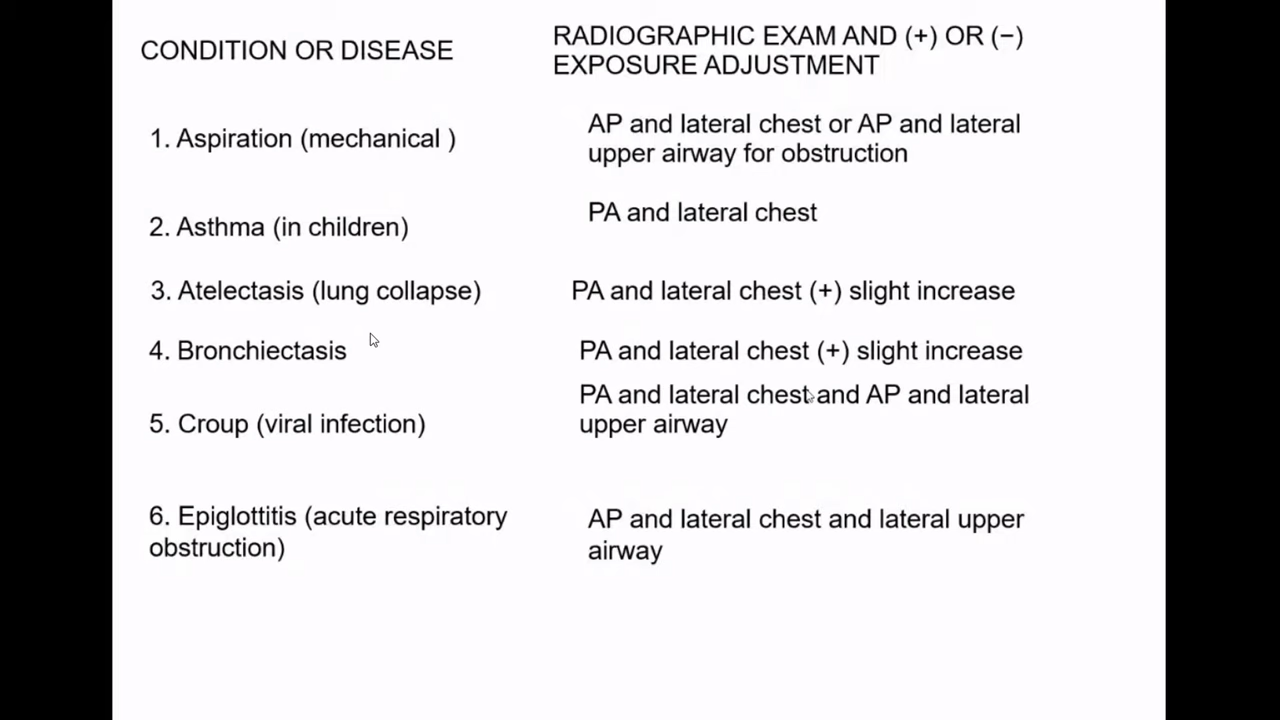 CONDITION OR DISEASE
RADIOGRAPHIC EXAM AND (+) OR (−)
EXPOSURE ADJUSTMENT
1. Aspiration (mechanical )
AP and lateral chest or AP and lateral
upper airway for obstruction
2. Asthma (in children)
PA and lateral chest
3. Atelectasis (lung collapse)
PA and lateral chest (+) slight increase
4. Bronchiectasis
PA and lateral chest (+) slight increase
5. Croup (viral infection)
PA and lateral chest and AP and lateral
upper airway
6. Epiglottitis (acute respiratory
obstruction)
AP and lateral chest and lateral upper
airway